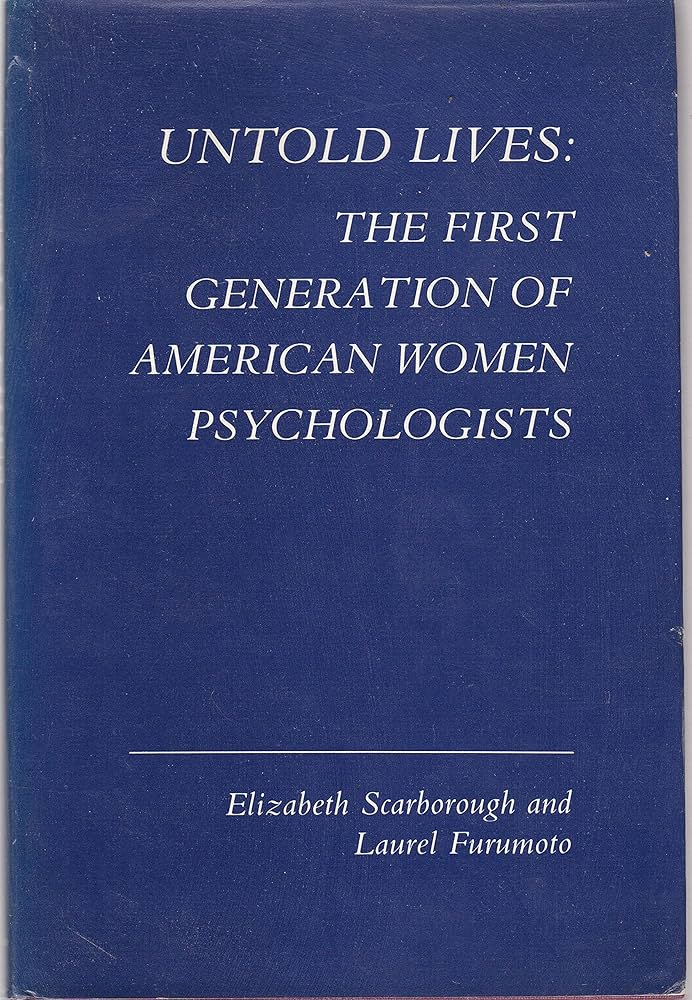 UNTOLD LIVES:
THE FIRST
GENERATION OF
AMERICAN WOMEN
PSYCHOLOGISTS
Elizabeth Scarborough and
Laurel Furumoto